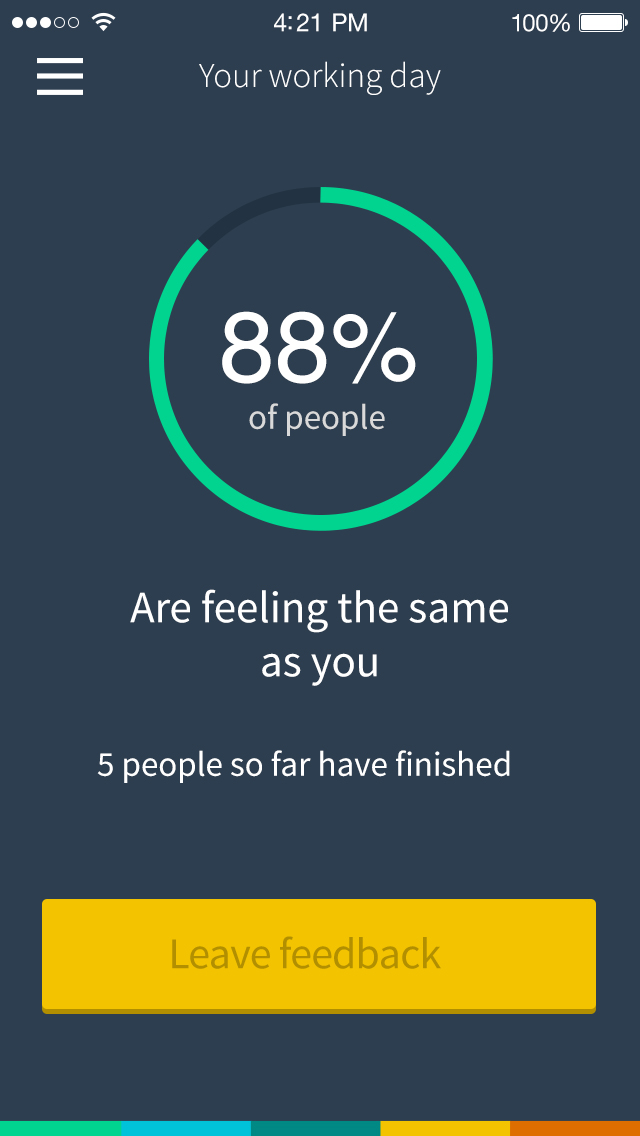 4:21 PM 100%
Your working day
88%
of people
Are feeling the same
as you
5 people so far have finished
Leave feedback